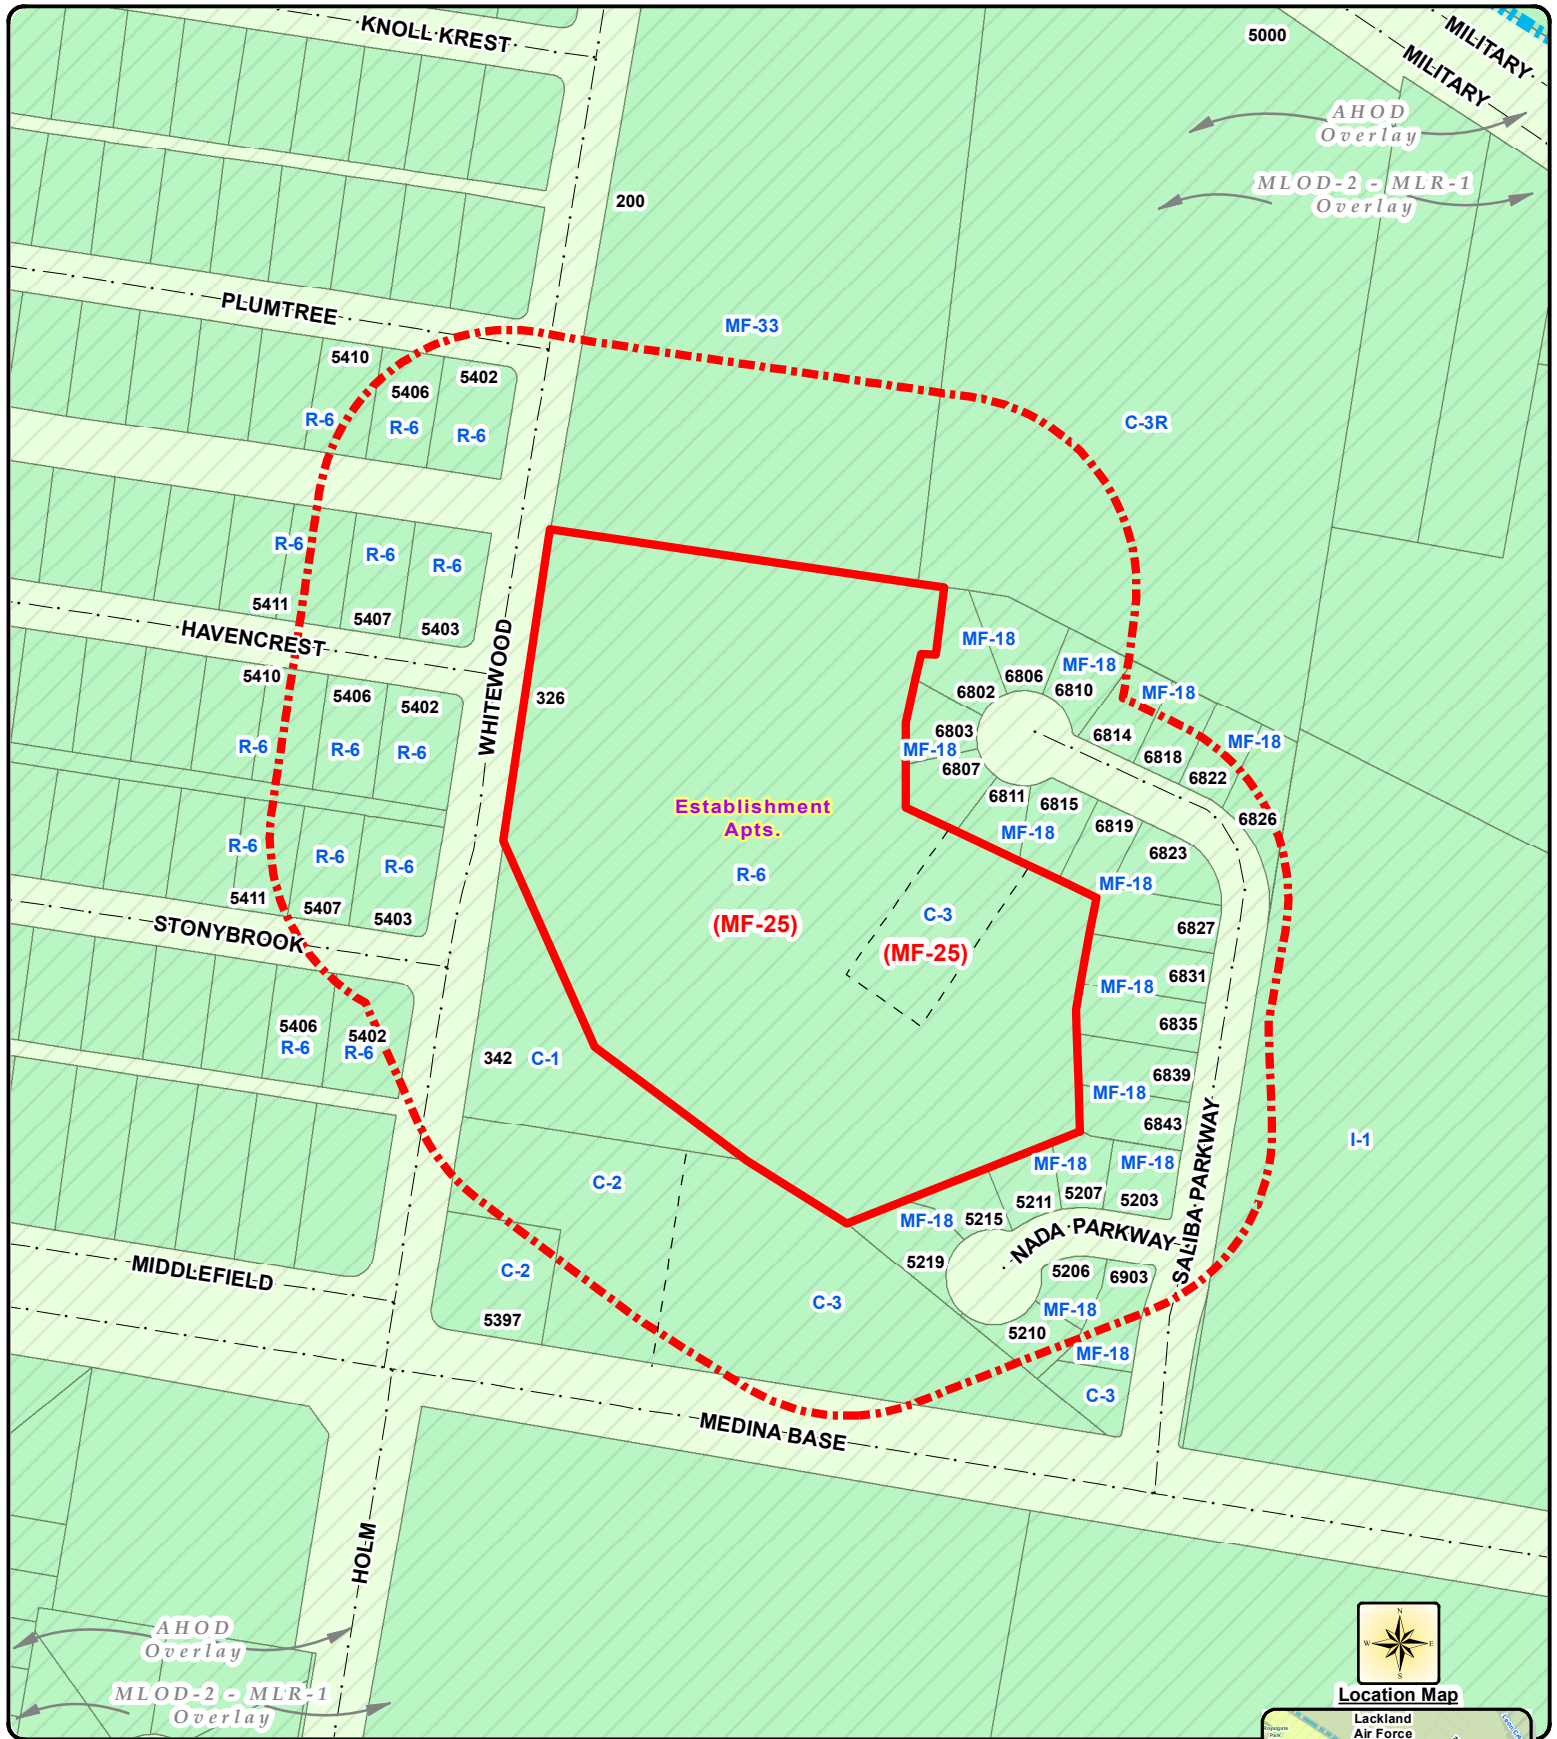 KNOLL KREST
5000
MILITARY
MILITARY
AHOD
Overlay
MLOD-2 - MLR-1
Overlay
200
PLUMTREE
MF-33
5410
5406
5402
R-6
R-6
R-6
C-3R
R-6
R-6
R-6
5411
5407
5403
HAVENCREST
WHITEWOOD
5410
5406
5402
326
R-6
R-6
R-6
MF-18
6806
MF-18
6802
6810
MF-18
6803
MF-18
6807
6814
6818
MF-18
6822
6811
6815
6826
MF-18
6819
6823
Establishment
Apts.
R-6
(MF-25)
C-3
(MF-25)
MF-18
R-6
R-6
R-6
5411
5407
5403
STONYBROOK
6827
6831
MF-18
6835
5406
5402
R-6
R-6
342
C-1
6839
MF-18
6843
SALIBA PARKWAY
I-1
MF-18
MF-18
C-2
5211
5207
5203
MF-18
5215
NADA PARKWAY
5219
5206
6903
MIDDLEFIELD
C-2
C-3
5397
MF-18
5210
MF-18
C-3
MEDINA BASE
HOLM
AHOD
Overlay
MLOD-2 - MLR-1
Overlay
N
W
E
S
Location Map
Lackland
Air Force
Royalgate
Park